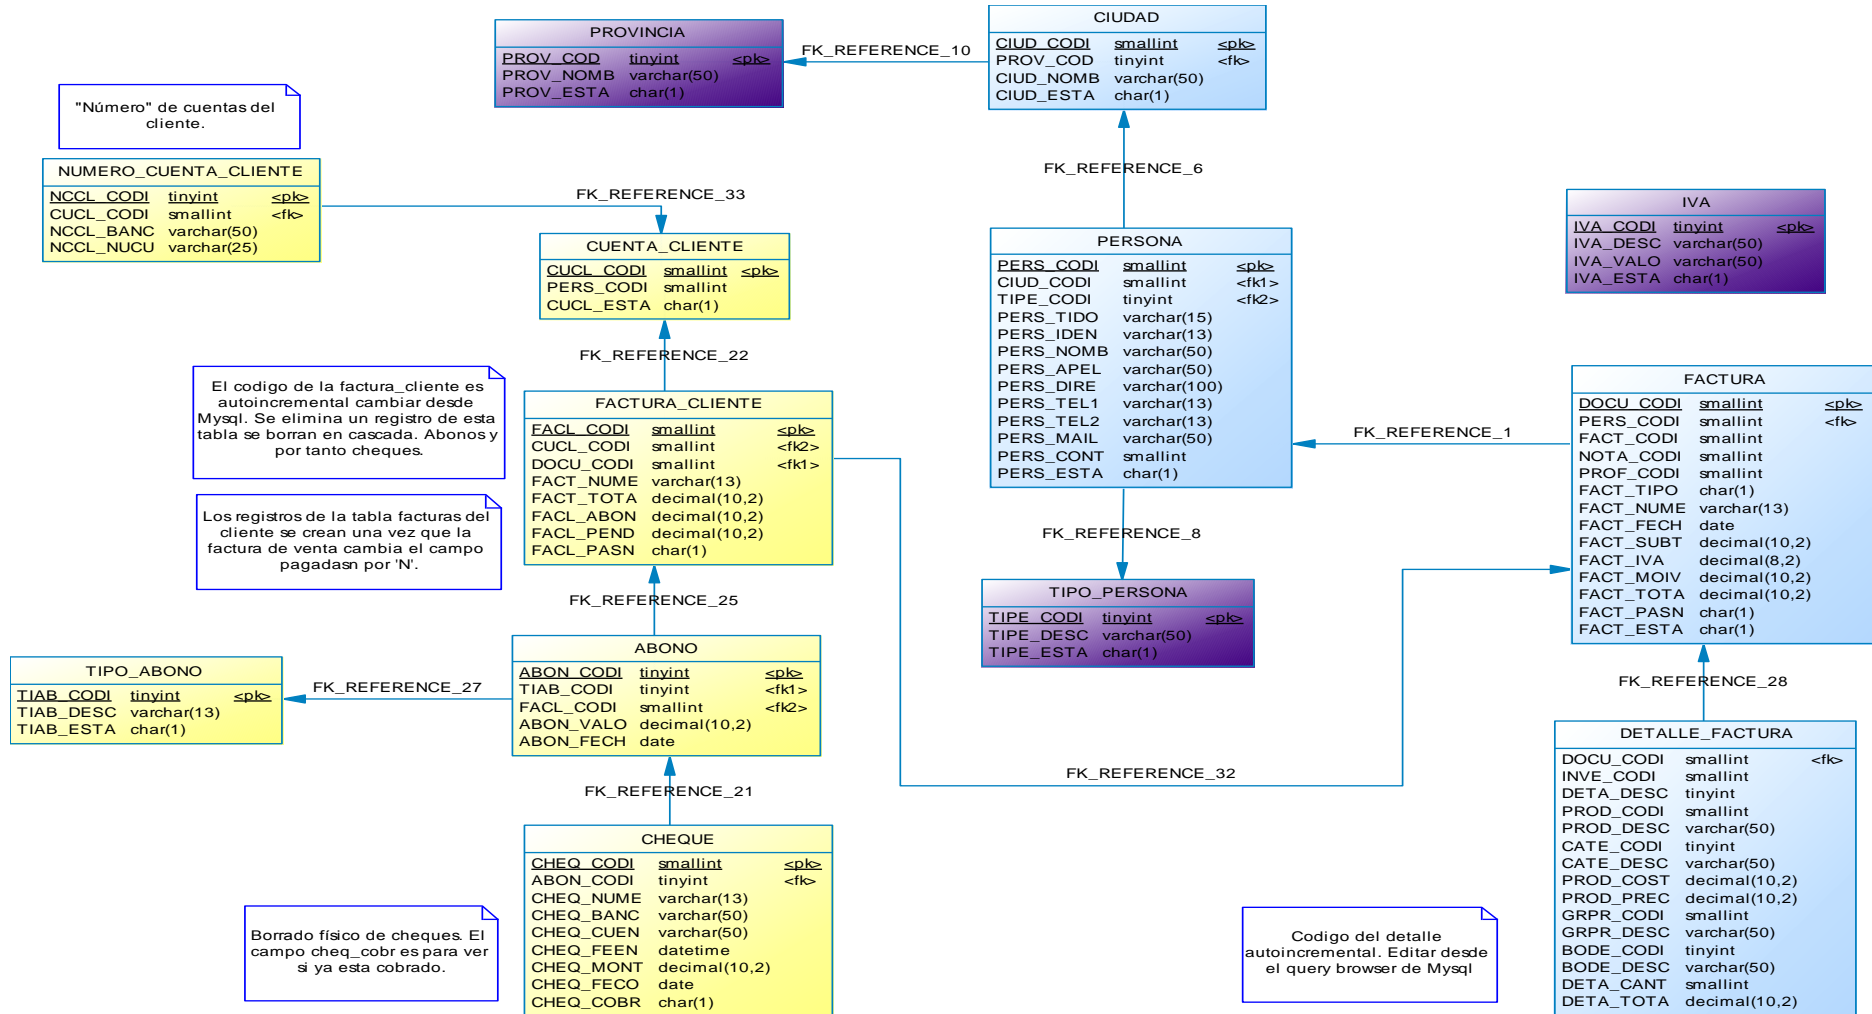 PROVINCIA
PROV_COD tinyint <pk>
PROV_NOMB varchar(50)
PROV_ESTA char(1)
FK_REFERENCE_10
CIUDAD
CIUD_CODI smallint <pk>
PROV_COD tinyint <fk>
CIUD_NOMB varchar(50)
CIUD_ESTA char(1)
"Número" de cuentas del
cliente.
NUMERO_CUENTA_CLIENTE
NCCL_CODI tinyint <pk>
CUCL_CODI smallint <fk>
NCCL_BANC varchar(50)
NCCL_NUCU varchar(25)
FK_REFERENCE_33
FK_REFERENCE_6
CUENTA_CLIENTE
CUCL_CODI smallint <pk>
PERS_CODI smallint
CUCL_ESTA char(1)
FK_REFERENCE_22
PERSONA
PERS_CODI smallint <pk>
CIUD_CODI smallint <fk1>
TIPE_CODI tinyint <fk2>
PERS_TIDO varchar(15)
PERS_IDEN varchar(13)
PERS_NOMB varchar(50)
PERS_APEL varchar(50)
PERS_DIRE varchar(100)
PERS_TEL1 varchar(13)
PERS_TEL2 varchar(13)
PERS_MAIL varchar(50)
PERS_CONT smallint
PERS_ESTA char(1)
IVA
IVA_CODI tinyint <pk>
IVA_DESC varchar(50)
IVA_VALO varchar(50)
IVA_ESTA char(1)
El codigo de la factura_cliente es
autoincremental cambiar desde
Mysql. Se elimina un registro de esta
tabla se borran en cascada. Abonos y
por tanto cheques.
FACTURA_CLIENTE
FACL_CODI smallint <pk>
CUCL_CODI smallint <fk2>
DOCU_CODI smallint <fk1>
FACT_NUME varchar(13)
FACT_TOTA decimal(10,2)
FACL_ABON decimal(10,2)
FACL_PEND decimal(10,2)
FACL_PASN char(1)
Los registros de la tabla facturas del
cliente se crean una vez que la
factura de venta cambia el campo
pagadasn por 'N'.
FK_REFERENCE_1
FACTURA
DOCU_CODI smallint <pk>
PERS_CODI smallint <fk>
FACT_CODI smallint
NOTA_CODI smallint
PROF_CODI smallint
FACT_TIPO char(1)
FACT_NUME varchar(13)
FACT_FECH date
FACT_SUBT decimal(10,2)
FACT_IVA decimal(8,2)
FACT_MOIV decimal(10,2)
FACT_TOTA decimal(10,2)
FACT_PASN char(1)
FACT_ESTA char(1)
FK_REFERENCE_8
FK_REFERENCE_25
TIPO_PERSONA
TIPE_CODI tinyint <pk>
TIPE_DESC varchar(50)
TIPE_ESTA char(1)
TIPO_ABONO
TIAB_CODI tinyint <pk>
TIAB_DESC varchar(13)
TIAB_ESTA char(1)
FK_REFERENCE_27
ABONO
ABON_CODI tinyint <pk>
TIAB_CODI tinyint <fk1>
FACL_CODI smallint <fk2>
ABON_VALO decimal(10,2)
ABON_FECH date
FK_REFERENCE_28
FK_REFERENCE_32
FK_REFERENCE_21
DETALLE_FACTURA
DOCU_CODI smallint <fk>
INVE_CODI smallint
DETA_DESC tinyint
PROD_CODI smallint
PROD_DESC varchar(50)
CATE_CODI tinyint
CATE_DESC varchar(50)
PROD_COST decimal(10,2)
PROD_PREC decimal(10,2)
GRPR_CODI smallint
GRPR_DESC varchar(50)
BODE_CODI tinyint
BODE_DESC varchar(50)
DETA_CANT smallint
DETA_TOTA decimal(10,2)
CHEQUE
CHEQ_CODI smallint <pk>
ABON_CODI tinyint <fk>
CHEQ_NUME varchar(13)
CHEQ_BANC varchar(50)
CHEQ_CUEN varchar(50)
CHEQ_FEEN datetime
CHEQ_MONT decimal(10,2)
CHEQ_FECO date
CHEQ_COBR char(1)
Borrado físico de cheques. El
campo cheq_cobr es para ver
si ya esta cobrado.
Codigo del detalle
autoincremental. Editar desde
el query browser de Mysql